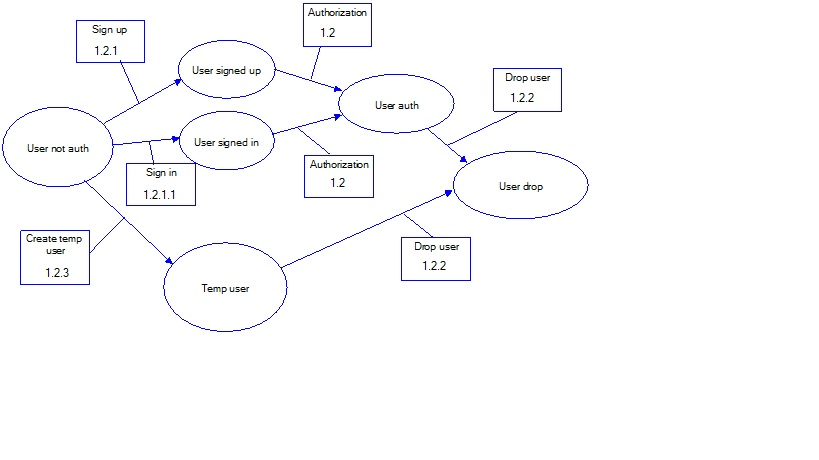 Authorization
1.2
Sign up
1.2.1
User signed up
Drop user
1.2.2
User auth
User not auth
User signed in
Sign in
1.2.1.1
Authorization
1.2
User drop
Create temp
user
1.2.3
Drop user
1.2.2
Temp user